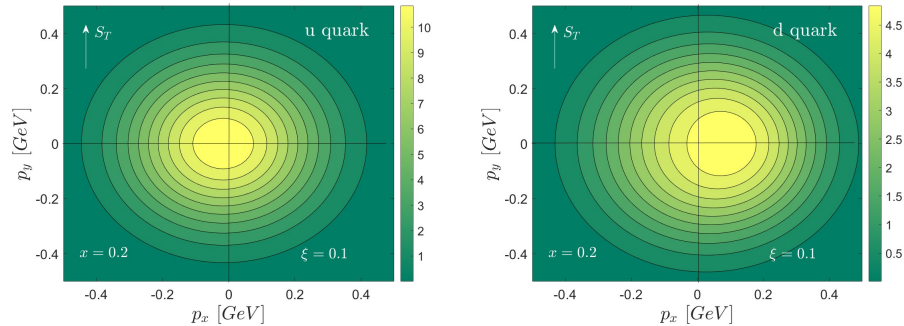 S_T
u quark
x = 0.2
ξ = 0.1
0.4
0.2
0
-0.2
-0.4
p_y [GeV]
-0.4 -0.2 0 0.2 0.4
p_x [GeV]
10
9
8
7
6
5
4
3
2
1
S_T
d quark
x = 0.2
ξ = 0.1
0.4
0.2
0
-0.2
-0.4
p_y [GeV]
-0.4 -0.2 0 0.2 0.4
p_x [GeV]
4.5
4
3.5
3
2.5
2
1.5
1
0.5